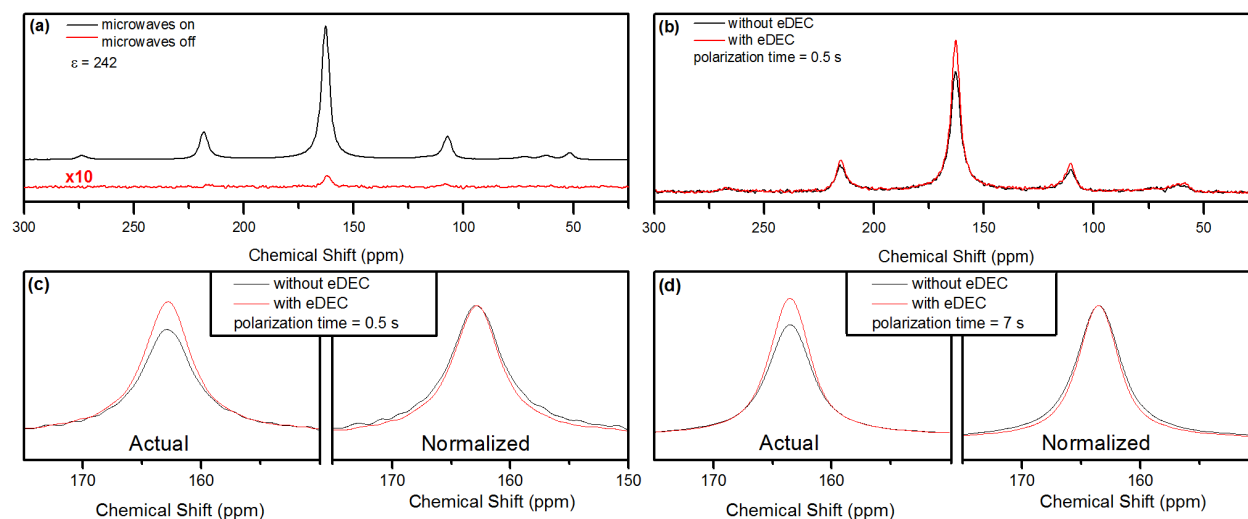 (a)
microwaves on
microwaves off
ε = 242
x10
300 250 200 150 100 50
Chemical Shift (ppm)
(b)
without eDEC
with eDEC
polarization time = 0.5 s
300 250 200 150 100 50
Chemical Shift (ppm)
(c)
without eDEC
with eDEC
polarization time = 0.5 s
Actual
Normalized
170 160
170 160 150
Chemical Shift (ppm)
Chemical Shift (ppm)
(d)
without eDEC
with eDEC
polarization time = 7 s
Actual
Normalized
170 160
170 160
Chemical Shift (ppm)
Chemical Shift (ppm)